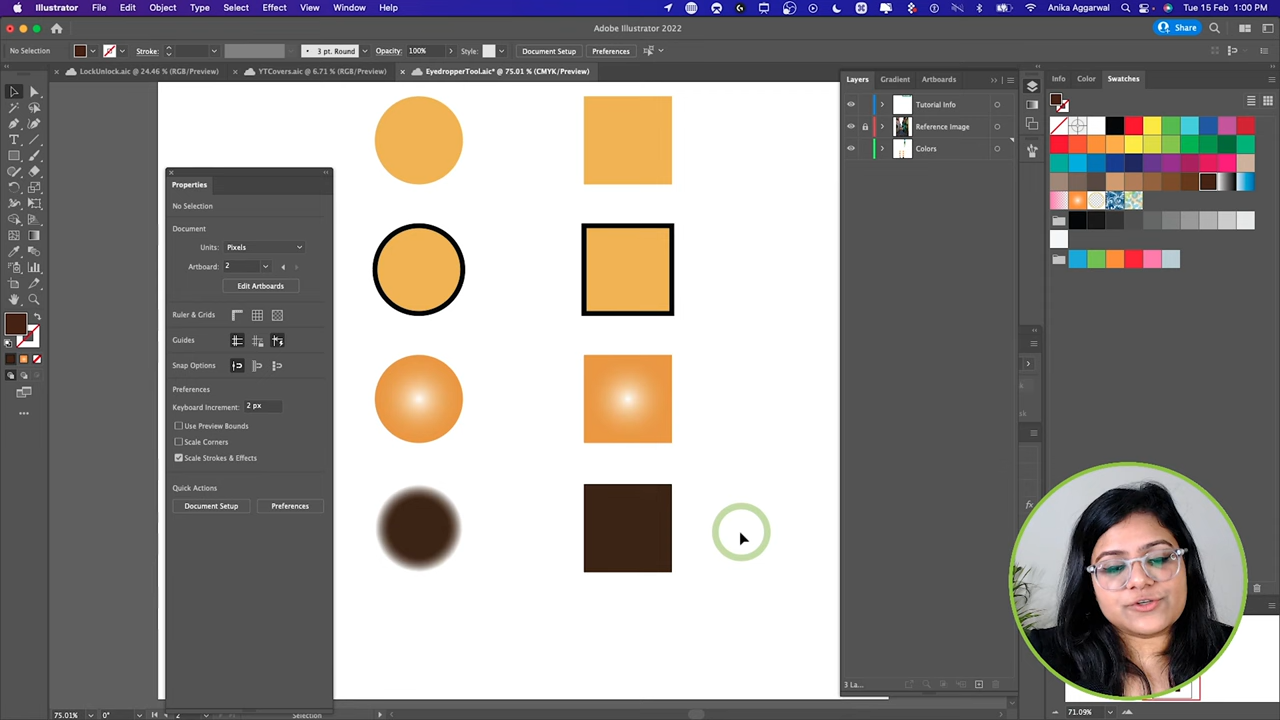 Illustrator File Edit Object Type Select Effect View Window Help Anika Aggarwal Tue 15 Feb 1:00 PM
Adobe Illustrator 2022
Share
No Selection Stroke: 3 pt. Round Opacity: 100% Style: Document Setup Preferences
LockUnlock.aic @ 24.46 % (RGB/Preview) YTCovers.aic @ 6.71 % (RGB/Preview) EyedropperTool.aic* @ 75.01 % (CMYK/Preview)
Layers Gradient Artboards
Info Color Swatches
Tutorial Info
Reference Image
Colors
Properties
No Selection
Document
Units: Pixels
Artboard: 2
Edit Artboards
Ruler & Grids
Guides
Snap Options
Preferences
Keyboard Increment: 2 px
Use Preview Bounds
Scale Corners
Scale Strokes & Effects
Quick Actions
Document Setup Preferences
3 La...
75.01% 0° 2 Selection
71.09%